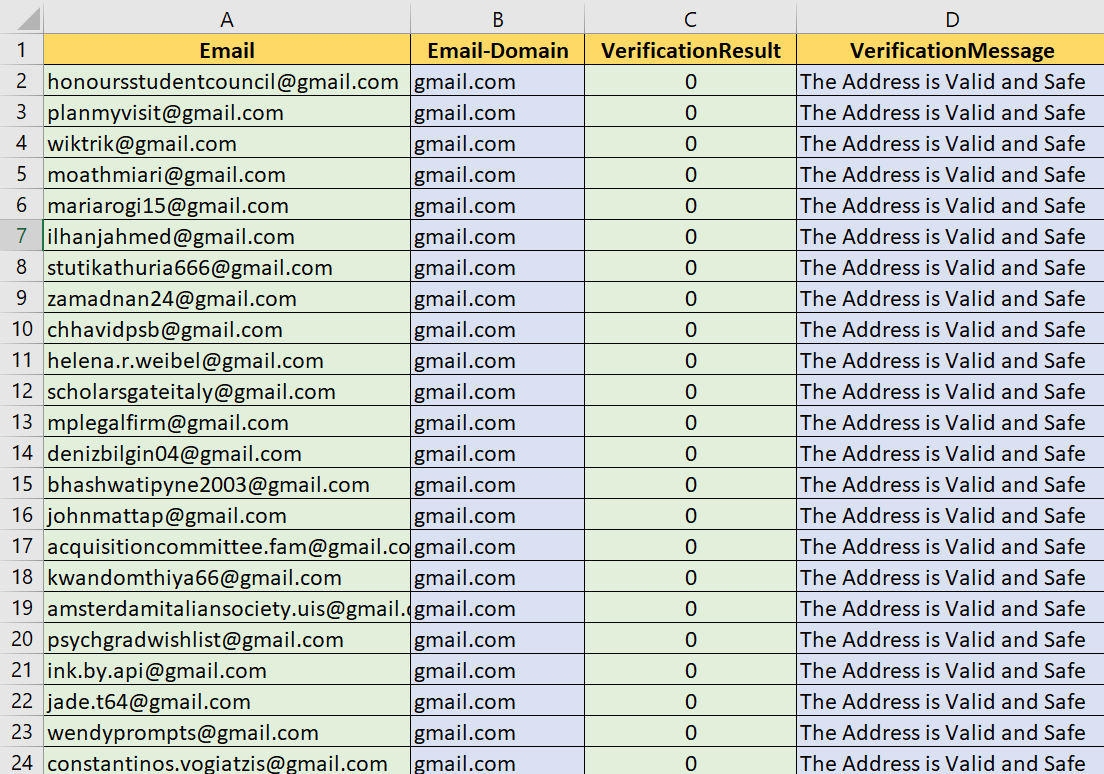 A B C D
1 Email Email-Domain VerificationResult VerificationMessage
2 honoursstudentcouncil@gmail.com gmail.com 0 The Address is Valid and Safe
3 planmyvisit@gmail.com gmail.com 0 The Address is Valid and Safe
4 wiktrik@gmail.com gmail.com 0 The Address is Valid and Safe
5 moathmiari@gmail.com gmail.com 0 The Address is Valid and Safe
6 mariarogi15@gmail.com gmail.com 0 The Address is Valid and Safe
7 ilhanjahmed@gmail.com gmail.com 0 The Address is Valid and Safe
8 stutikathuria666@gmail.com gmail.com 0 The Address is Valid and Safe
9 zamadnan24@gmail.com gmail.com 0 The Address is Valid and Safe
10 chhavidpsb@gmail.com gmail.com 0 The Address is Valid and Safe
11 helena.r.weibel@gmail.com gmail.com 0 The Address is Valid and Safe
12 scholarsgateitaly@gmail.com gmail.com 0 The Address is Valid and Safe
13 mplegalfirm@gmail.com gmail.com 0 The Address is Valid and Safe
14 denizbilgin04@gmail.com gmail.com 0 The Address is Valid and Safe
15 bhashwatipyne2003@gmail.com gmail.com 0 The Address is Valid and Safe
16 johnmattap@gmail.com gmail.com 0 The Address is Valid and Safe
17 acquisitioncommittee.fam@gmail.co gmail.com 0 The Address is Valid and Safe
18 kwandomthiya66@gmail.com gmail.com 0 The Address is Valid and Safe
19 amsterdamitaliansociety.uis@gmail.c gmail.com 0 The Address is Valid and Safe
20 psychgradwishlist@gmail.com gmail.com 0 The Address is Valid and Safe
21 ink.by.api@gmail.com gmail.com 0 The Address is Valid and Safe
22 jade.t64@gmail.com gmail.com 0 The Address is Valid and Safe
23 wendyprompts@gmail.com gmail.com 0 The Address is Valid and Safe
24 constantinos.vogiatzis@gmail.com gmail.com 0 The Address is Valid and Safe